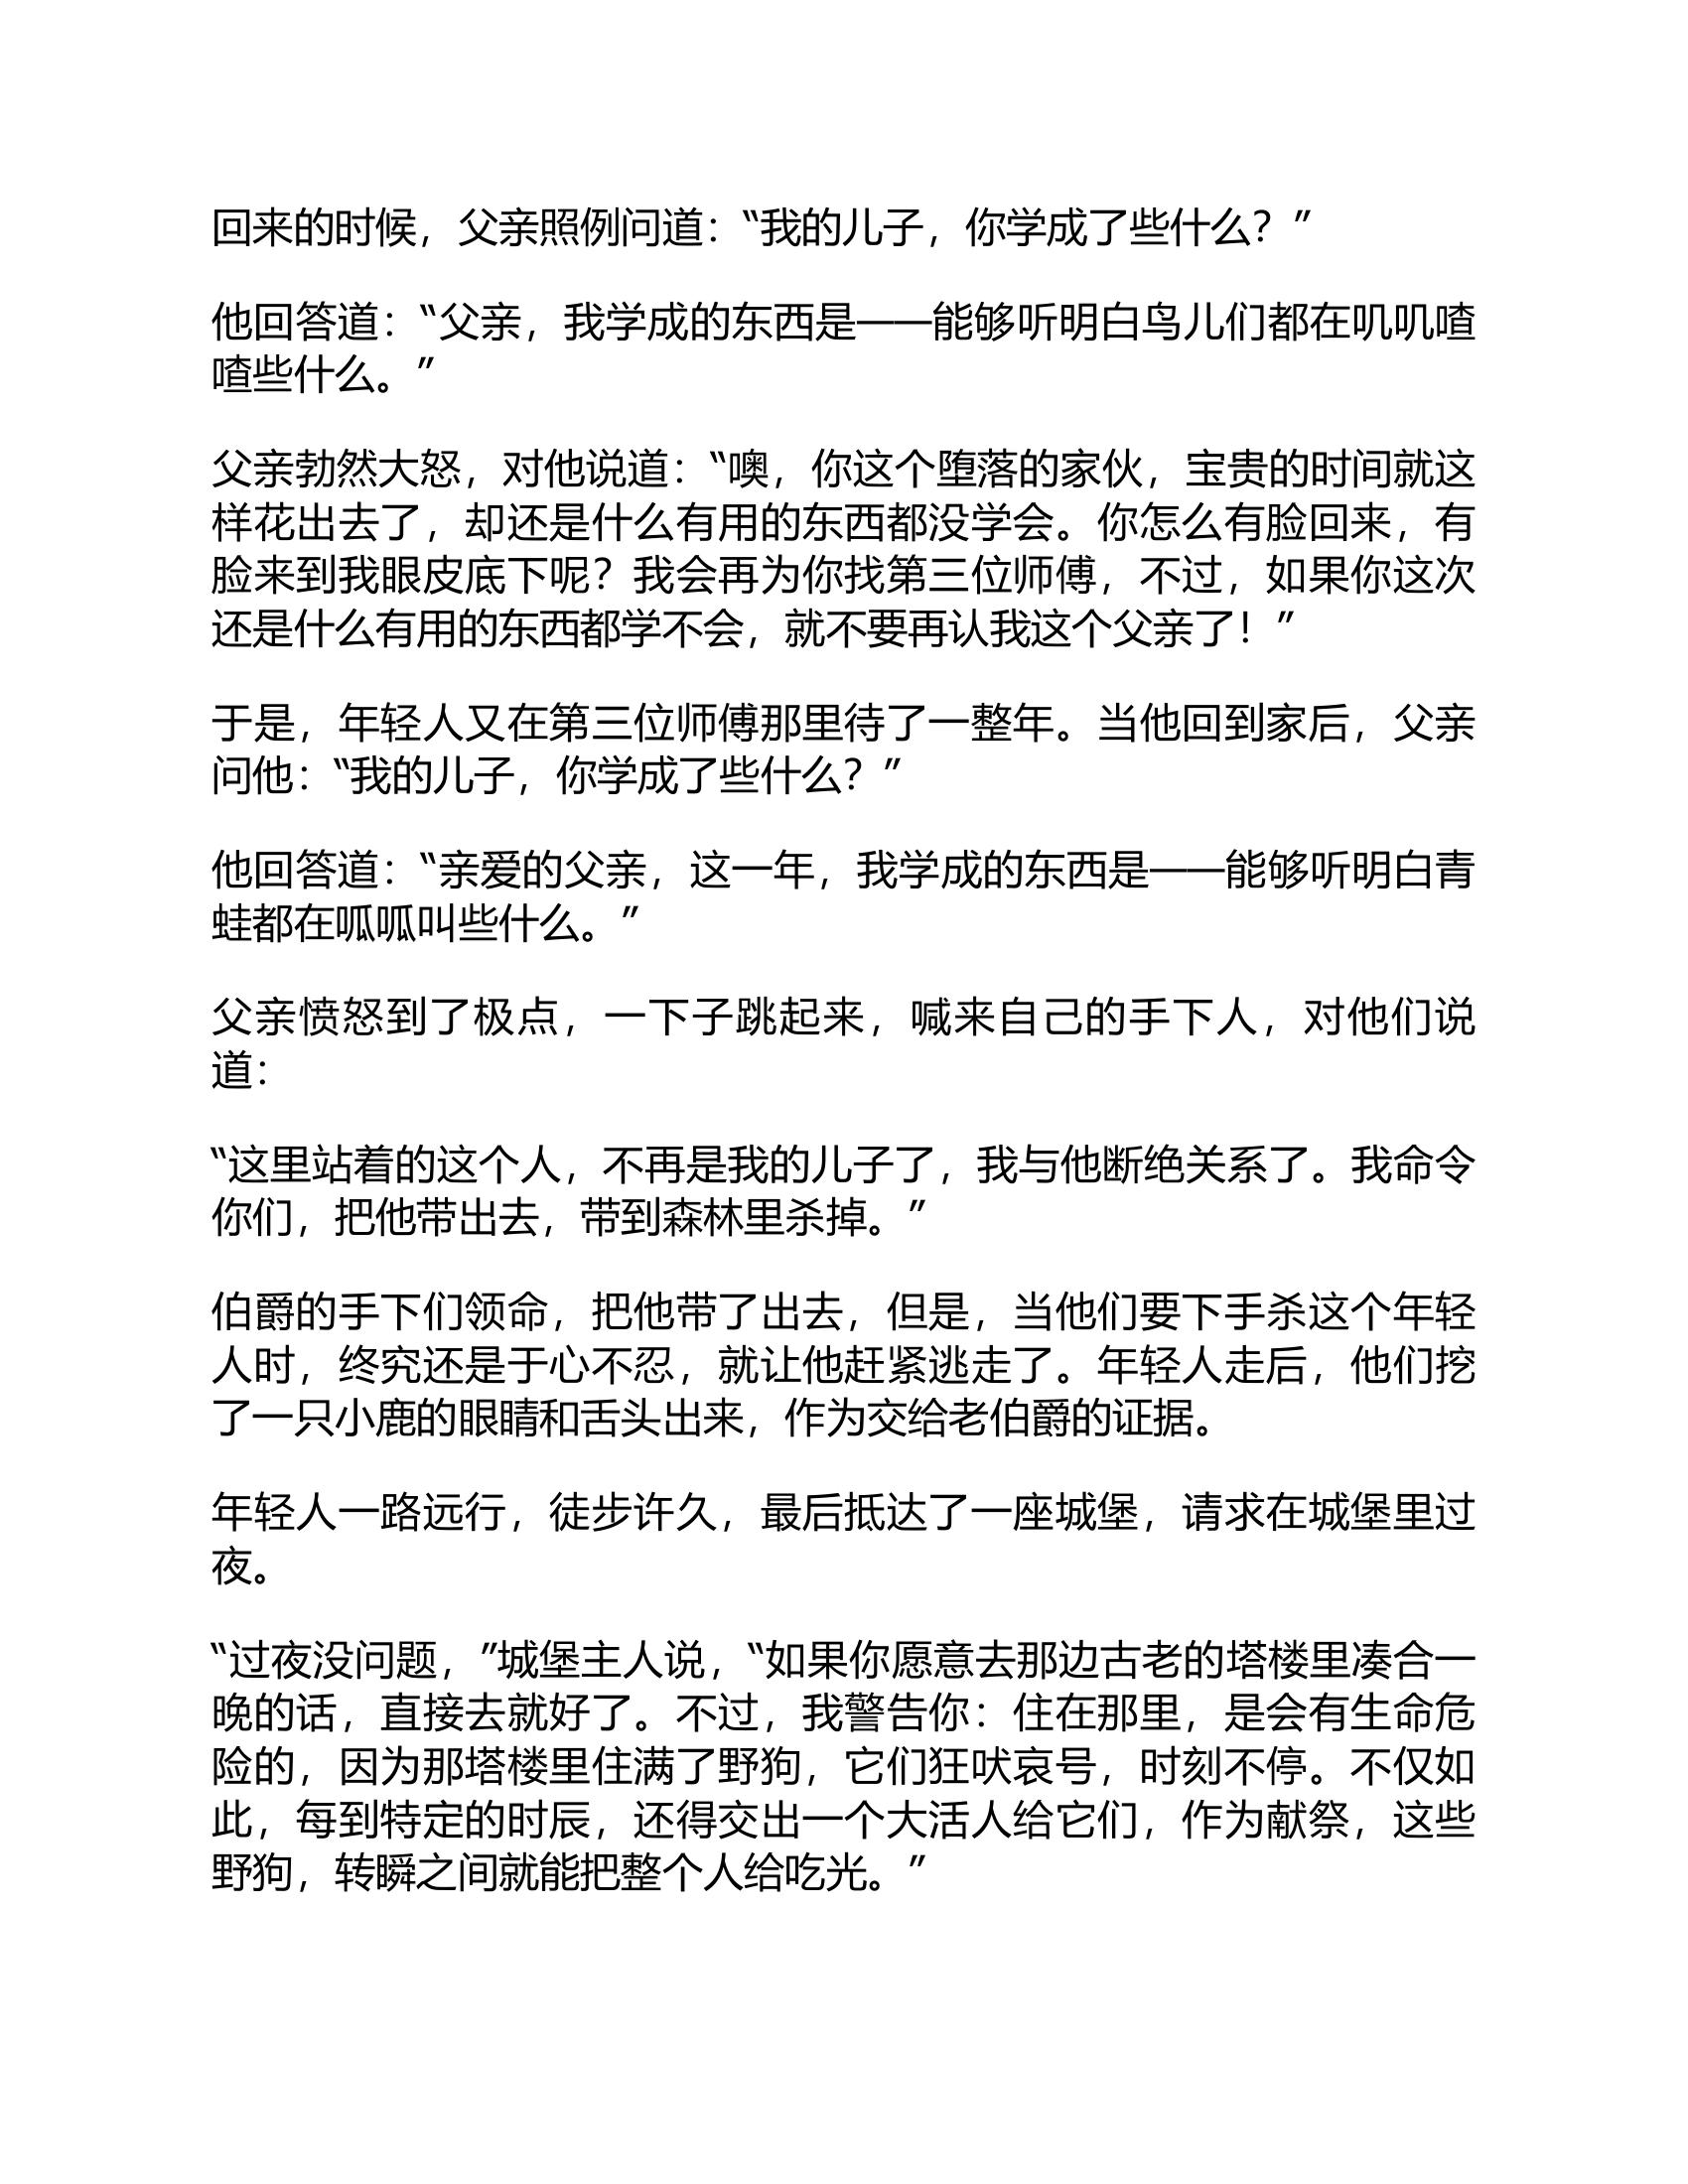 回来的时候，父亲照例问道：“我的儿子，你学成了些什么？”
他回答道：“父亲，我学成的东西是——能够听明白鸟儿们都在叽叽喳
喳些什么。”
父亲勃然大怒，对他说道：“噢，你这个堕落的家伙，宝贵的时间就这
样花出去了，却还是什么有用的东西都没学会。你怎么有脸回来，有
脸来到我眼皮底下呢？我会再为你找第三位师傅，不过，如果你这次
还是什么有用的东西都学不会，就不要再认我这个父亲了！”
于是，年轻人又在第三位师傅那里待了一整年。当他回到家后，父亲
问他：“我的儿子，你学成了些什么？”
他回答道：“亲爱的父亲，这一年，我学成的东西是——能够听明白青
蛙都在呱呱叫些什么。”
父亲愤怒到了极点，一下子跳起来，喊来自己的手下人，对他们说
道：
“这里站着的这个人，不再是我的儿子了，我与他断绝关系了。我命令
你们，把他带出去，带到森林里杀掉。”
伯爵的手下们领命，把他带了出去，但是，当他们要下手杀这个年轻
人时，终究还是于心不忍，就让他赶紧逃走了。年轻人走后，他们挖
了一只小鹿的眼睛和舌头出来，作为交给老伯爵的证据。
年轻人一路远行，徒步许久，最后抵达了一座城堡，请求在城堡里过
夜。
“过夜没问题，”城堡主人说，“如果你愿意去那边古老的塔楼里凑合一
晚的话，直接去就好了。不过，我警告你：住在那里，是会有生命危
险的，因为那塔楼里住满了野狗，它们狂吠哀号，时刻不停。不仅如
此，每到特定的时辰，还得交出一个大活人给它们，作为献祭，这些
野狗，转瞬之间就能把整个人给吃光。”